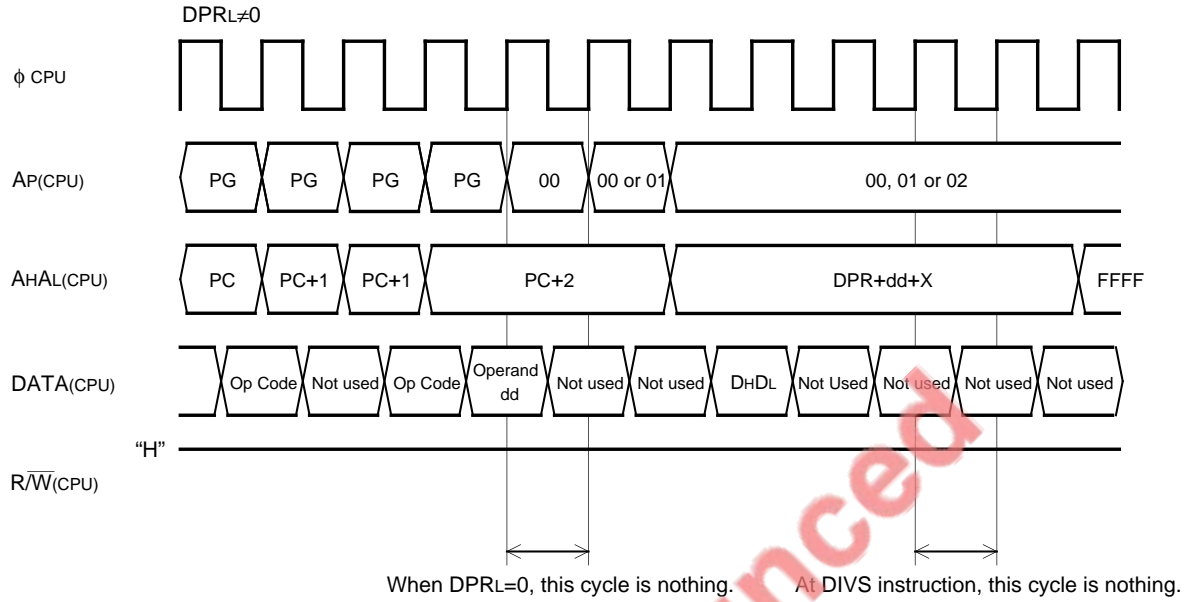 DPRL≠0
φ CPU
AP(CPU) PG PG PG PG 00 00 or 01 00, 01 or 02
AHAL(CPU) PC PC+1 PC+1 PC+2 DPR+dd+X FFFF
DATA(CPU) Op Code Not used Op Code Operand dd Not used Not used DHDL Not Used Not used Not used Not used
“H”
R/W̅(CPU)
When DPRL=0, this cycle is nothing. At DIVS instruction, this cycle is nothing.
nced